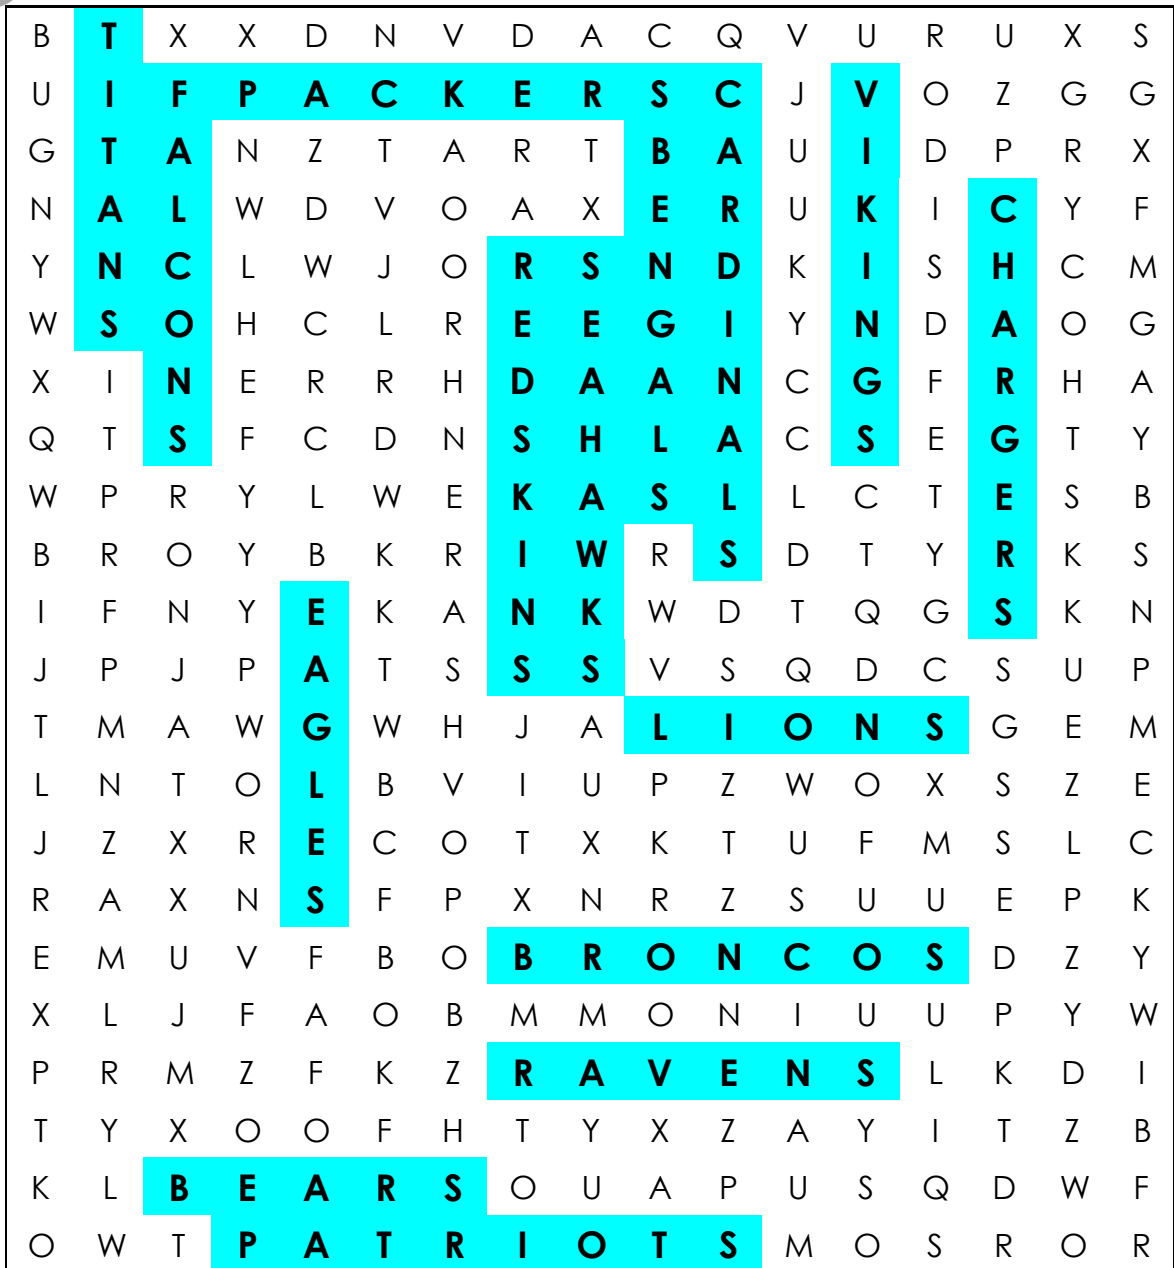 B T X X D N V D A C Q V U R U X S
U I F P A C K E R S C J V O Z G G
G T A N Z T A R T B A U I D P R X
N A L W D V O A X E R U K I C Y F
Y N C L W J O R S N D K I S H C M
W S O H C L R E E G I Y N D A O G
X I N E R R H D A A N C G F R H A
Q T S F C D N S H L A C S E G T Y
W P R Y L W E K A S L L C T E S B
B R O Y B K R I W R S D T Y R K S
I F N Y E K A N K W D T Q G S K N
J P J P A T S S S V S Q D C S U P
T M A W G W H J A L I O N S G E M
L N T O L B V I U P Z W O X S Z E
J Z X R E C O T X K T U F M S L C
R A X N S F P X N R Z S U U E P K
E M U V F B O B R O N C O S D Z Y
X L J F A O B M M O N I U U P Y W
P R M Z F K Z R A V E N S L K D I
T Y X O O F H T Y X Z A Y I T Z B
K L B E A R S O U A P U S Q D W F
O W T P A T R I O T S M O S R O R